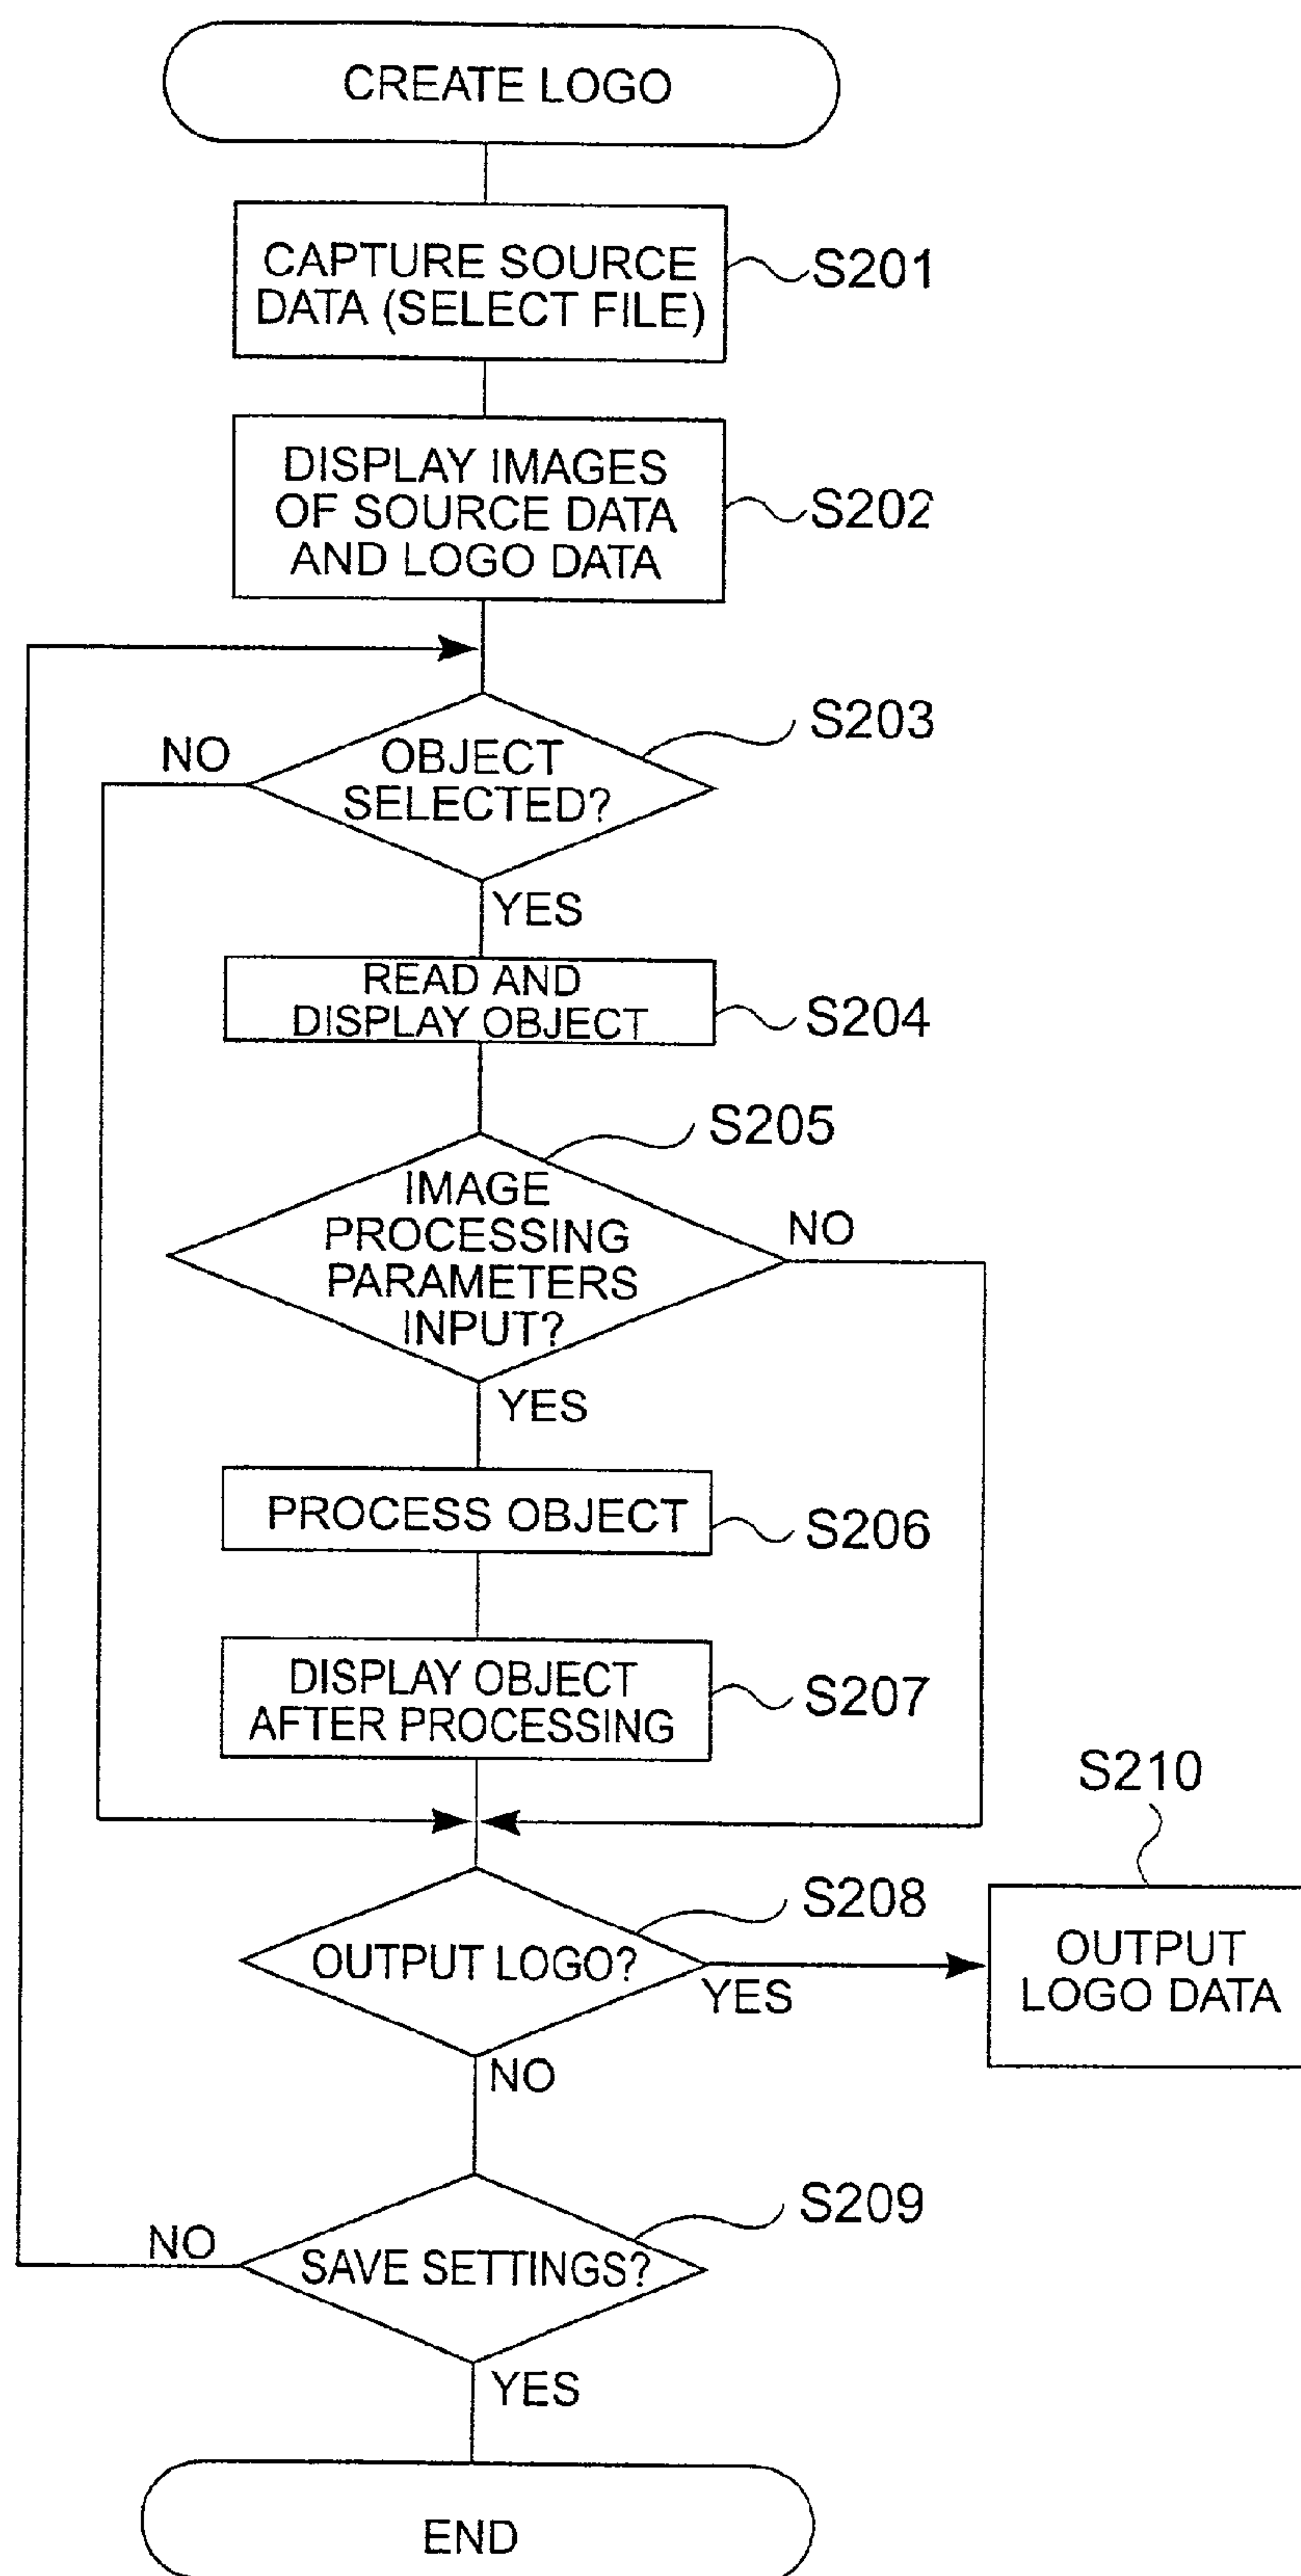 CREATE LOGO
CAPTURE SOURCE
DATA (SELECT FILE)
S201
DISPLAY IMAGES
OF SOURCE DATA
AND LOGO DATA
S202
S203
NO
OBJECT
SELECTED?
YES
READ AND
DISPLAY OBJECT
S204
S205
IMAGE
PROCESSING
PARAMETERS
INPUT?
NO
YES
PROCESS OBJECT
S206
DISPLAY OBJECT
AFTER PROCESSING
S207
S210
S208
OUTPUT LOGO?
YES
OUTPUT
LOGO DATA
NO
S209
NO
SAVE SETTINGS?
YES
END